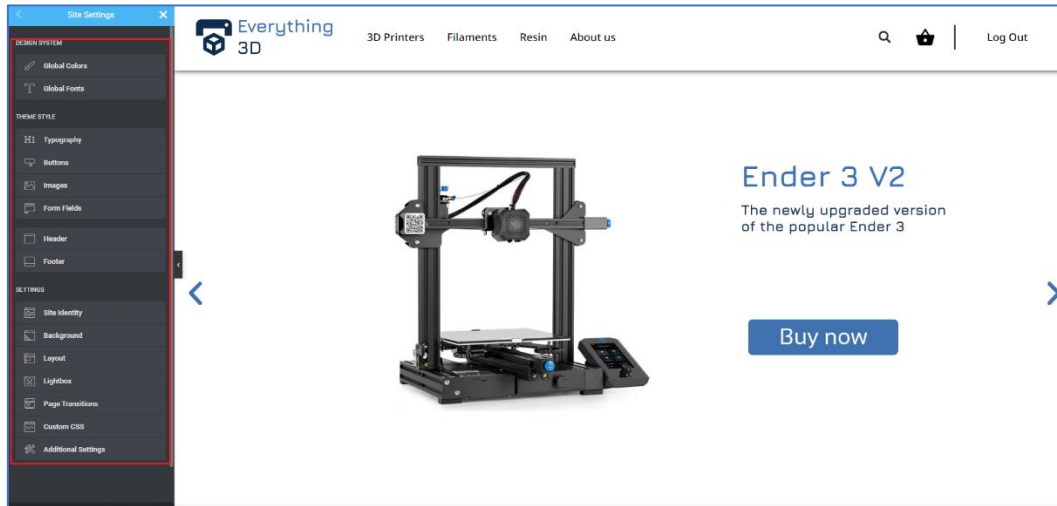 Site Settings
DESIGN SYSTEM
Global Colors
Global Fonts
THEME STYLE
Typography
Buttons
Images
Form Fields
Header
Footer
SETTINGS
Site Identity
Background
Layout
Lightbox
Page Transitions
Custom CSS
Additional Settings
Everything
3D
3D Printers Filaments Resin About us
Log Out
Ender 3 V2
The newly upgraded version
of the popular Ender 3
Buy now